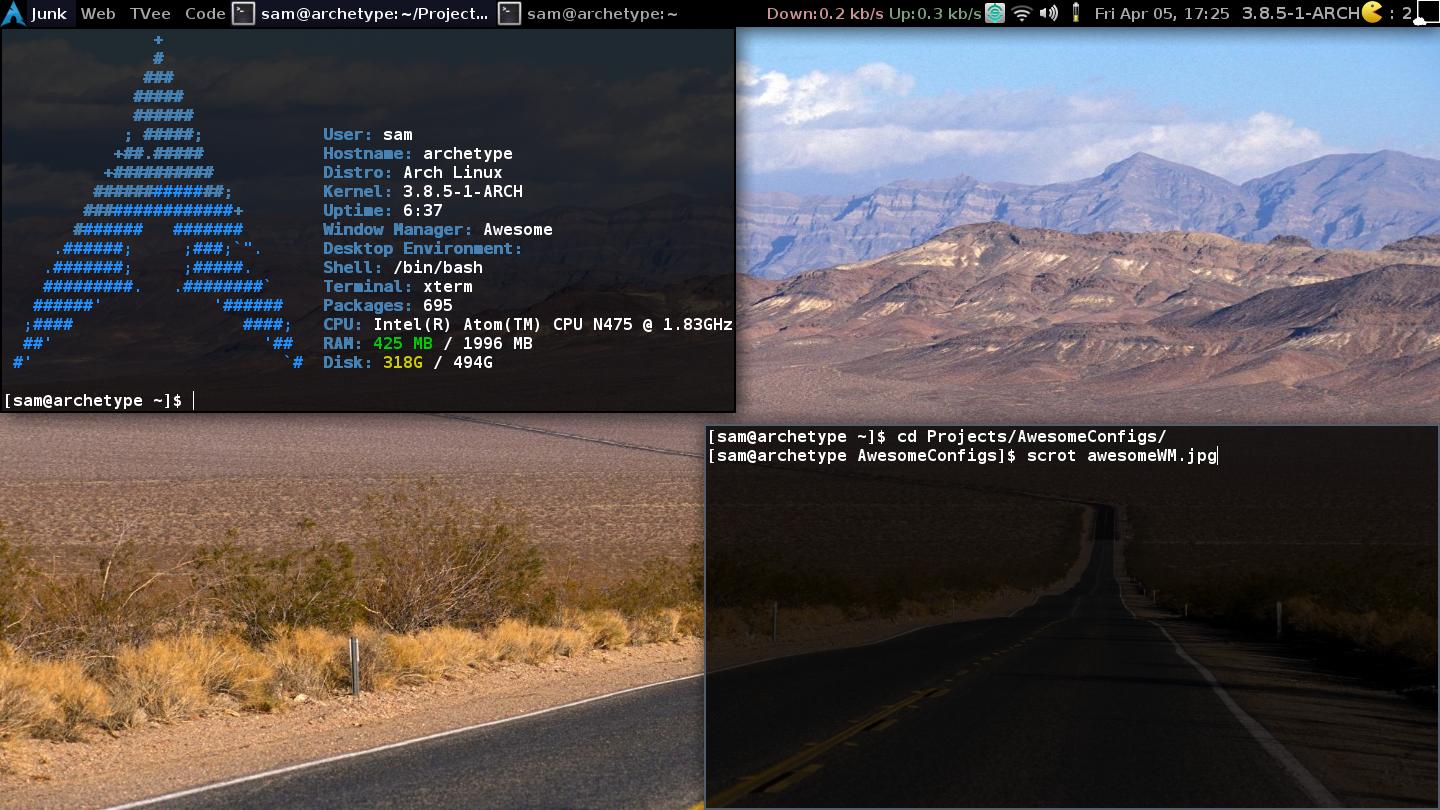 Junk Web TVee Code sam@archetype:~/Project... sam@archetype:~ Down:0.2 kb/s Up:0.3 kb/s Fri Apr 05, 17:25 3.8.5-1-ARCH : 2
+
#
###
#####
######
; #####;
+##.#####
+##########
#############;
###############+
####### #######
.######; ;###;`".
.#######; ;#####.
#########. .########`
######' '######
;#### ####;
##' '##
#' `#
User: sam
Hostname: archetype
Distro: Arch Linux
Kernel: 3.8.5-1-ARCH
Uptime: 6:37
Window Manager: Awesome
Desktop Environment:
Shell: /bin/bash
Terminal: xterm
Packages: 695
CPU: Intel(R) Atom(TM) CPU N475 @ 1.83GHz
RAM: 425 MB / 1996 MB
Disk: 318G / 494G
[sam@archetype ~]$
[sam@archetype ~]$ cd Projects/AwesomeConfigs/
[sam@archetype AwesomeConfigs]$ scrot awesomeWM.jpg